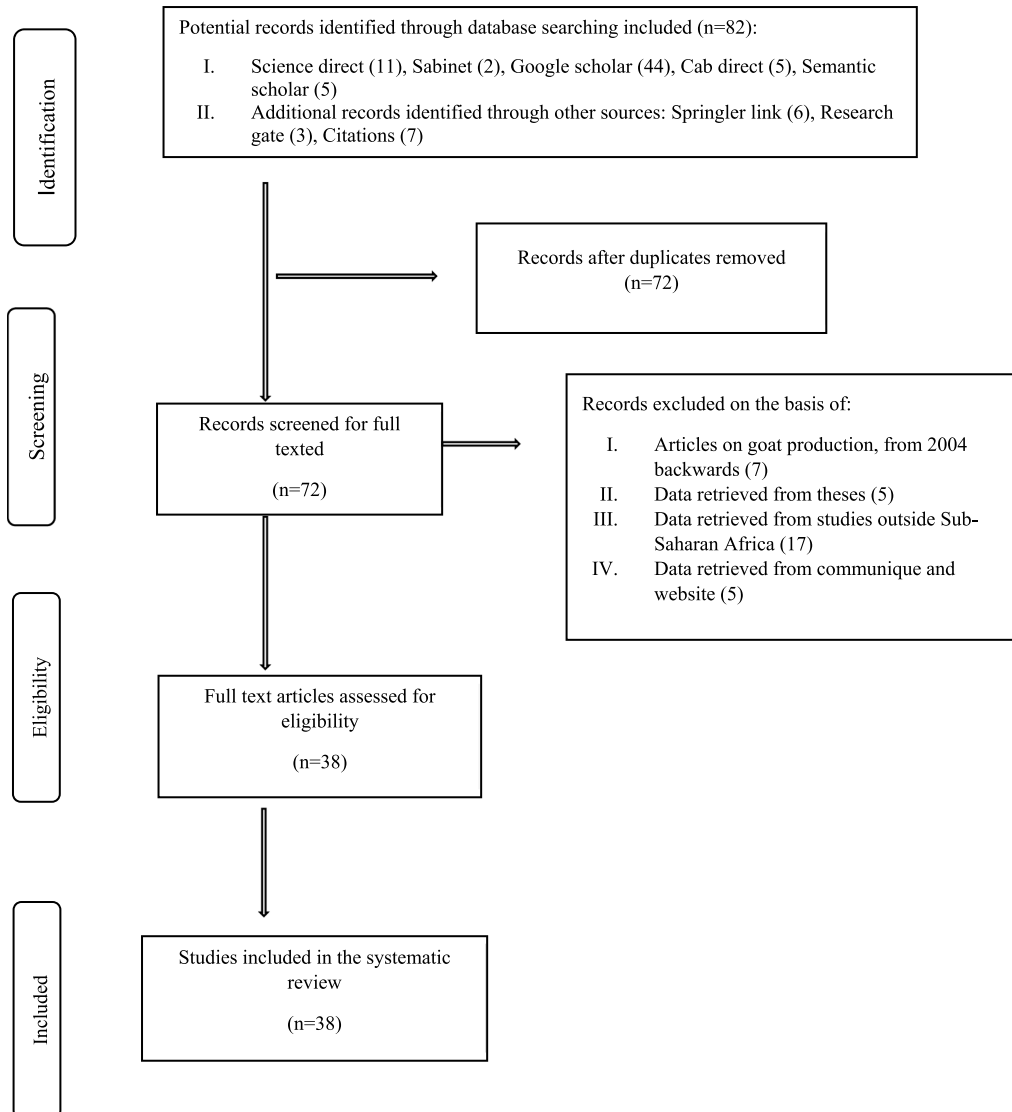 Identification
Potential records identified through database searching included (n=82):
I. Science direct (11), Sabinet (2), Google scholar (44), Cab direct (5), Semantic
scholar (5)
II. Additional records identified through other sources: Springler link (6), Research
gate (3), Citations (7)
Records after duplicates removed
(n=72)
Screening
Records screened for full
texted
(n=72)
Records excluded on the basis of:
I. Articles on goat production, from 2004
backwards (7)
II. Data retrieved from theses (5)
III. Data retrieved from studies outside Sub-
Saharan Africa (17)
IV. Data retrieved from communique and
website (5)
Eligibility
Full text articles assessed for
eligibility
(n=38)
Included
Studies included in the systematic
review
(n=38)